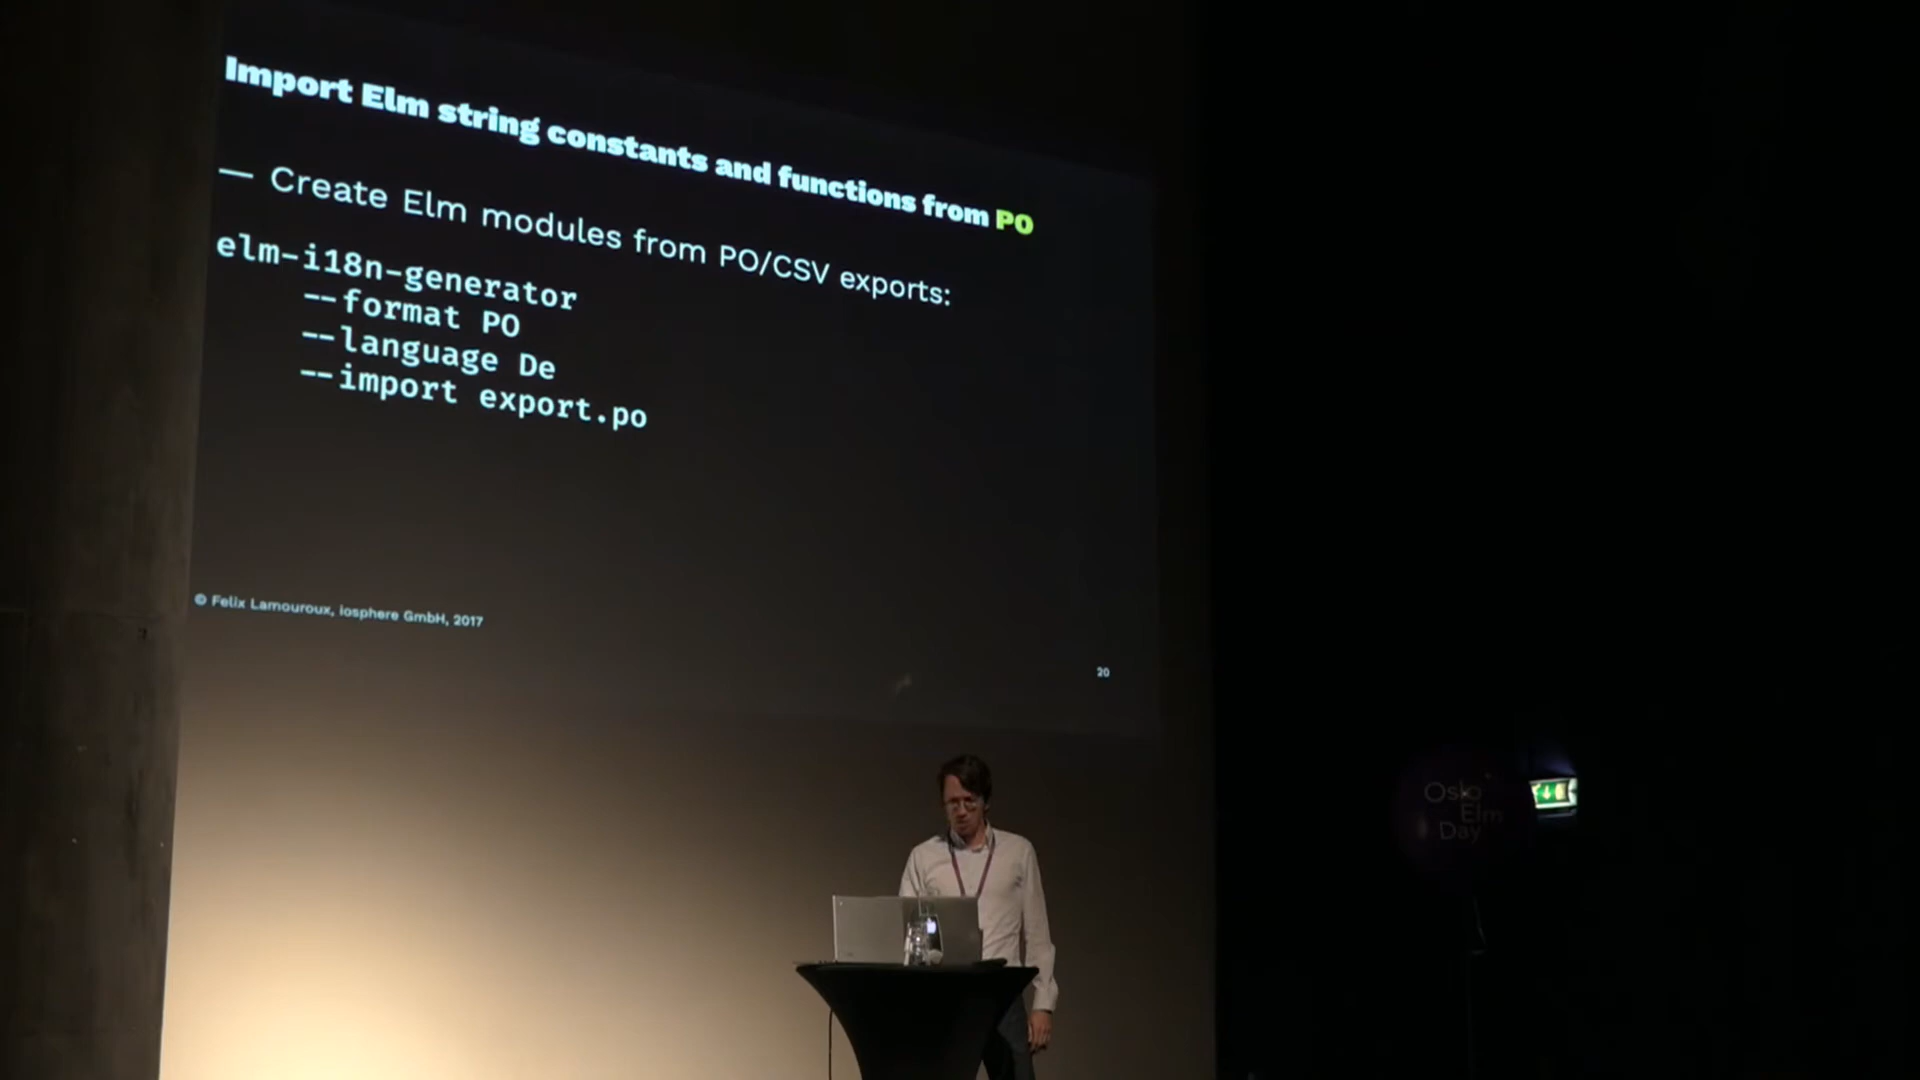 Import Elm string constants and functions from PO
— Create Elm modules from PO/CSV exports:
elm-i18n-generator
--format PO
--language De
--import export.po
© Felix Lamouroux, iosphere GmbH, 2017
20
Oslo
Elm
Day